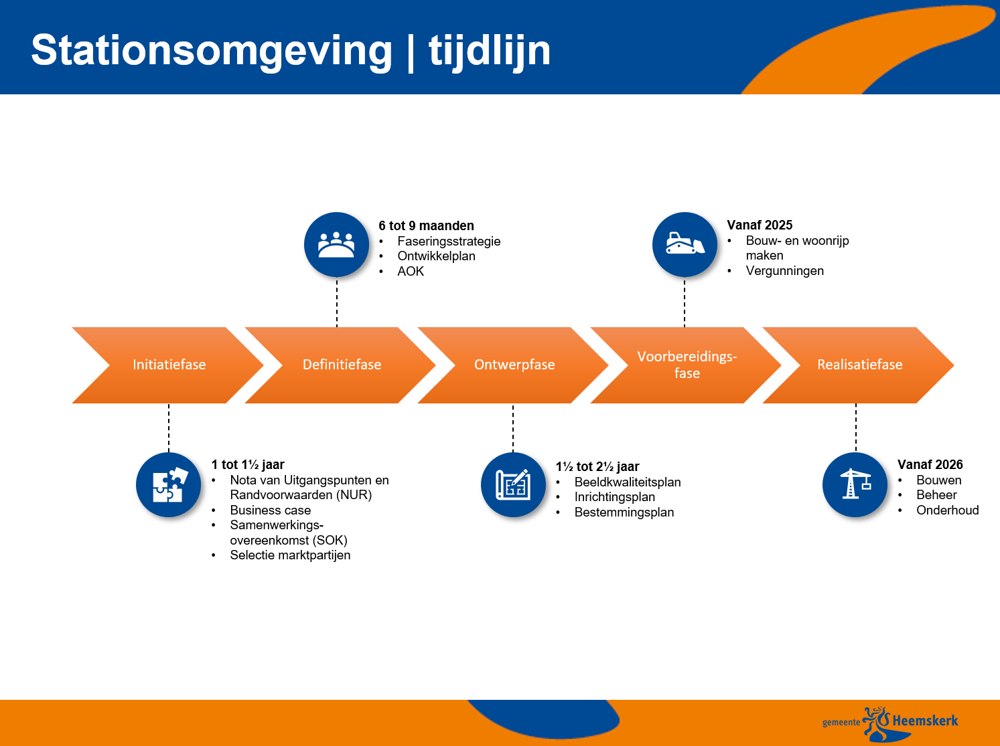 Stationsomgeving | tijdlijn
6 tot 9 maanden
• Faseringsstrategie
• Ontwikkelplan
• AOK
Vanaf 2025
• Bouw- en woonrijp
maken
• Vergunningen
Initiatiefase
Definitiefase
Ontwerpfase
Voorbereidings-
fase
Realisatiefase
1 tot 1½ jaar
• Nota van Uitgangspunten en
Randvoorwaarden (NUR)
• Business case
• Samenwerkings-
overeenkomst (SOK)
• Selectie marktpartijen
1½ tot 2½ jaar
• Beeldkwaliteitsplan
• Inrichtingsplan
• Bestemmingsplan
Vanaf 2026
• Bouwen
• Beheer
• Onderhoud
gemeente Heemskerk